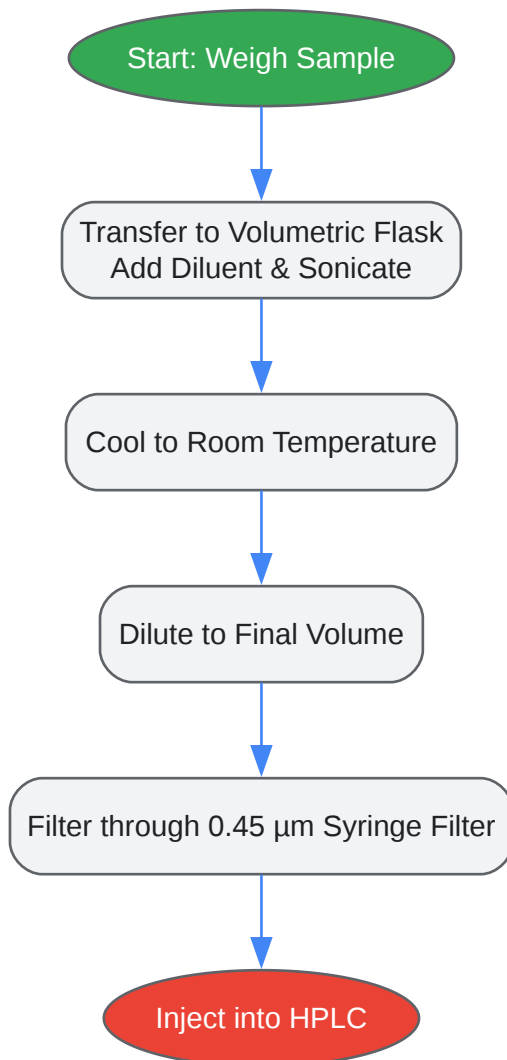 Start: Weigh Sample
Transfer to Volumetric Flask
Add Diluent & Sonicate
Cool to Room Temperature
Dilute to Final Volume
Filter through 0.45 µm Syringe Filter
Inject into HPLC